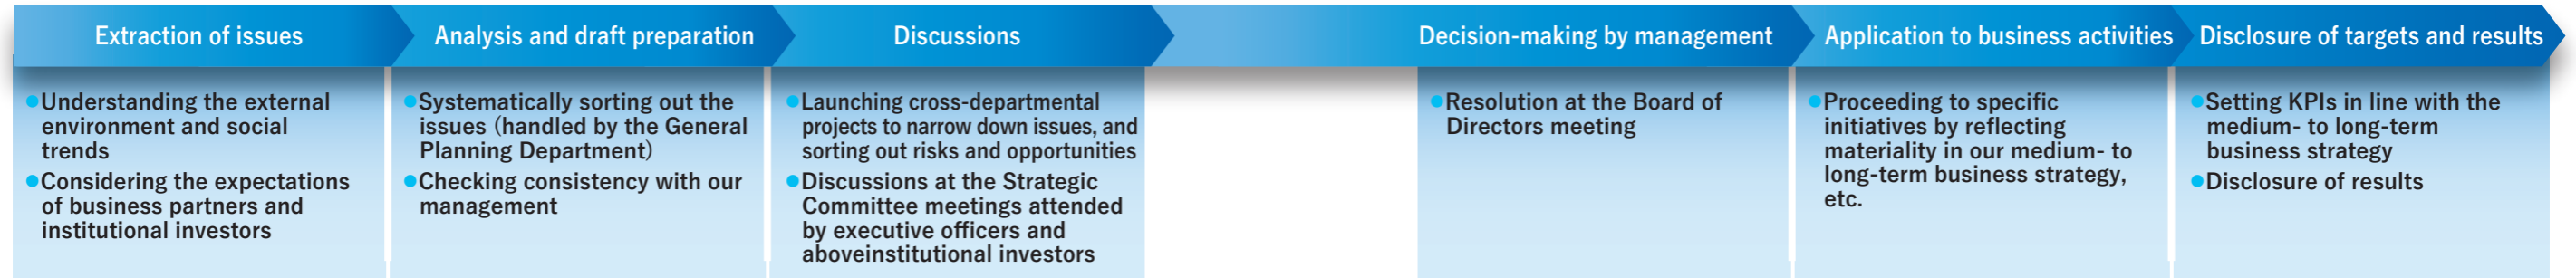 Extraction of issues
Analysis and draft preparation
Discussions
Decision-making by management
Application to business activities
Disclosure of targets and results
●Understanding the external
environment and social
trends
●Considering the expectations
of business partners and
institutional investors
●Systematically sorting out the
issues (handled by the General
Planning Department)
●Checking consistency with our
management
●Launching cross-departmental
projects to narrow down issues, and
sorting out risks and opportunities
●Discussions at the Strategic
Committee meetings attended
by executive officers and
aboveinstitutional investors
●Resolution at the Board of
Directors meeting
●Proceeding to specific
initiatives by reflecting
materiality in our medium- to
long-term business strategy,
etc.
●Setting KPIs in line with the
medium- to long-term
business strategy
●Disclosure of results